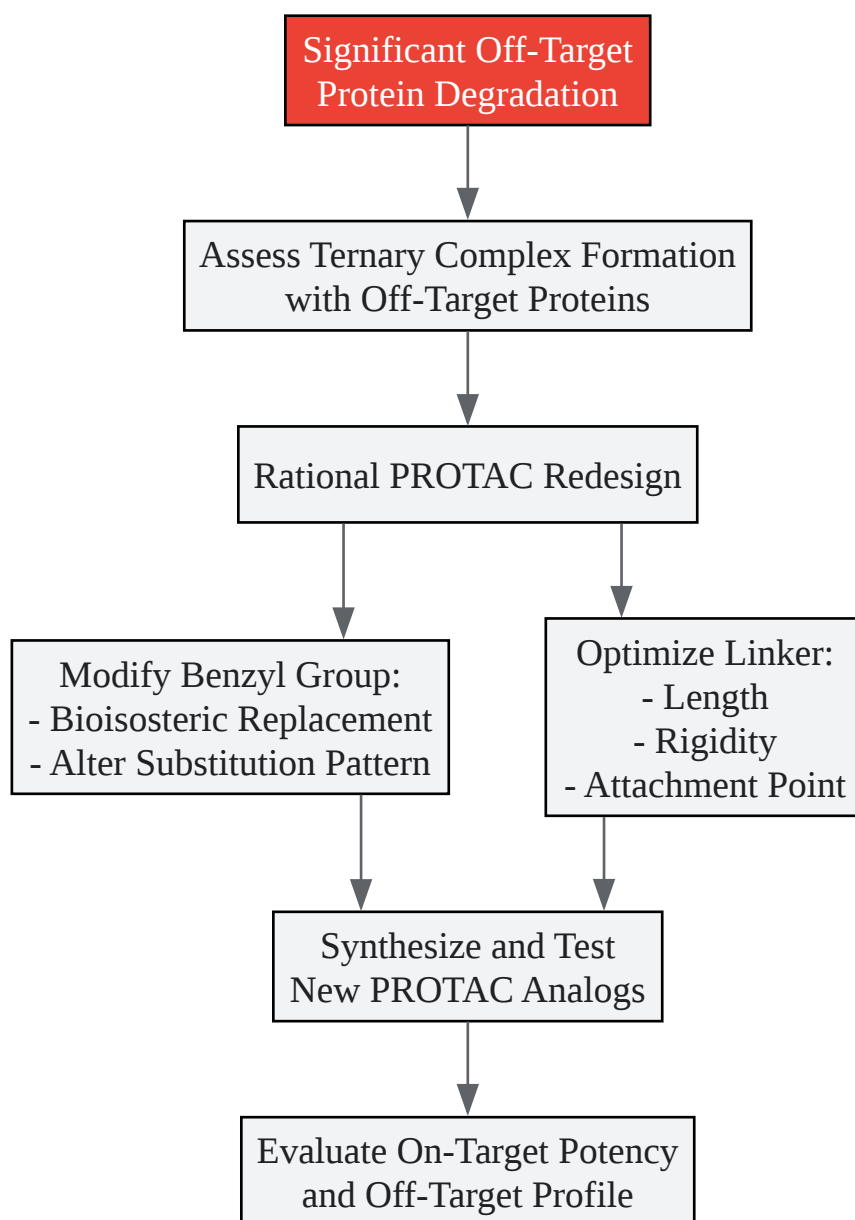 Significant Off-Target
Protein Degradation
Assess Ternary Complex Formation
with Off-Target Proteins
Rational PROTAC Redesign
Modify Benzyl Group:
- Bioisosteric Replacement
- Alter Substitution Pattern
Optimize Linker:
- Length
- Rigidity
- Attachment Point
Synthesize and Test
New PROTAC Analogs
Evaluate On-Target Potency
and Off-Target Profile